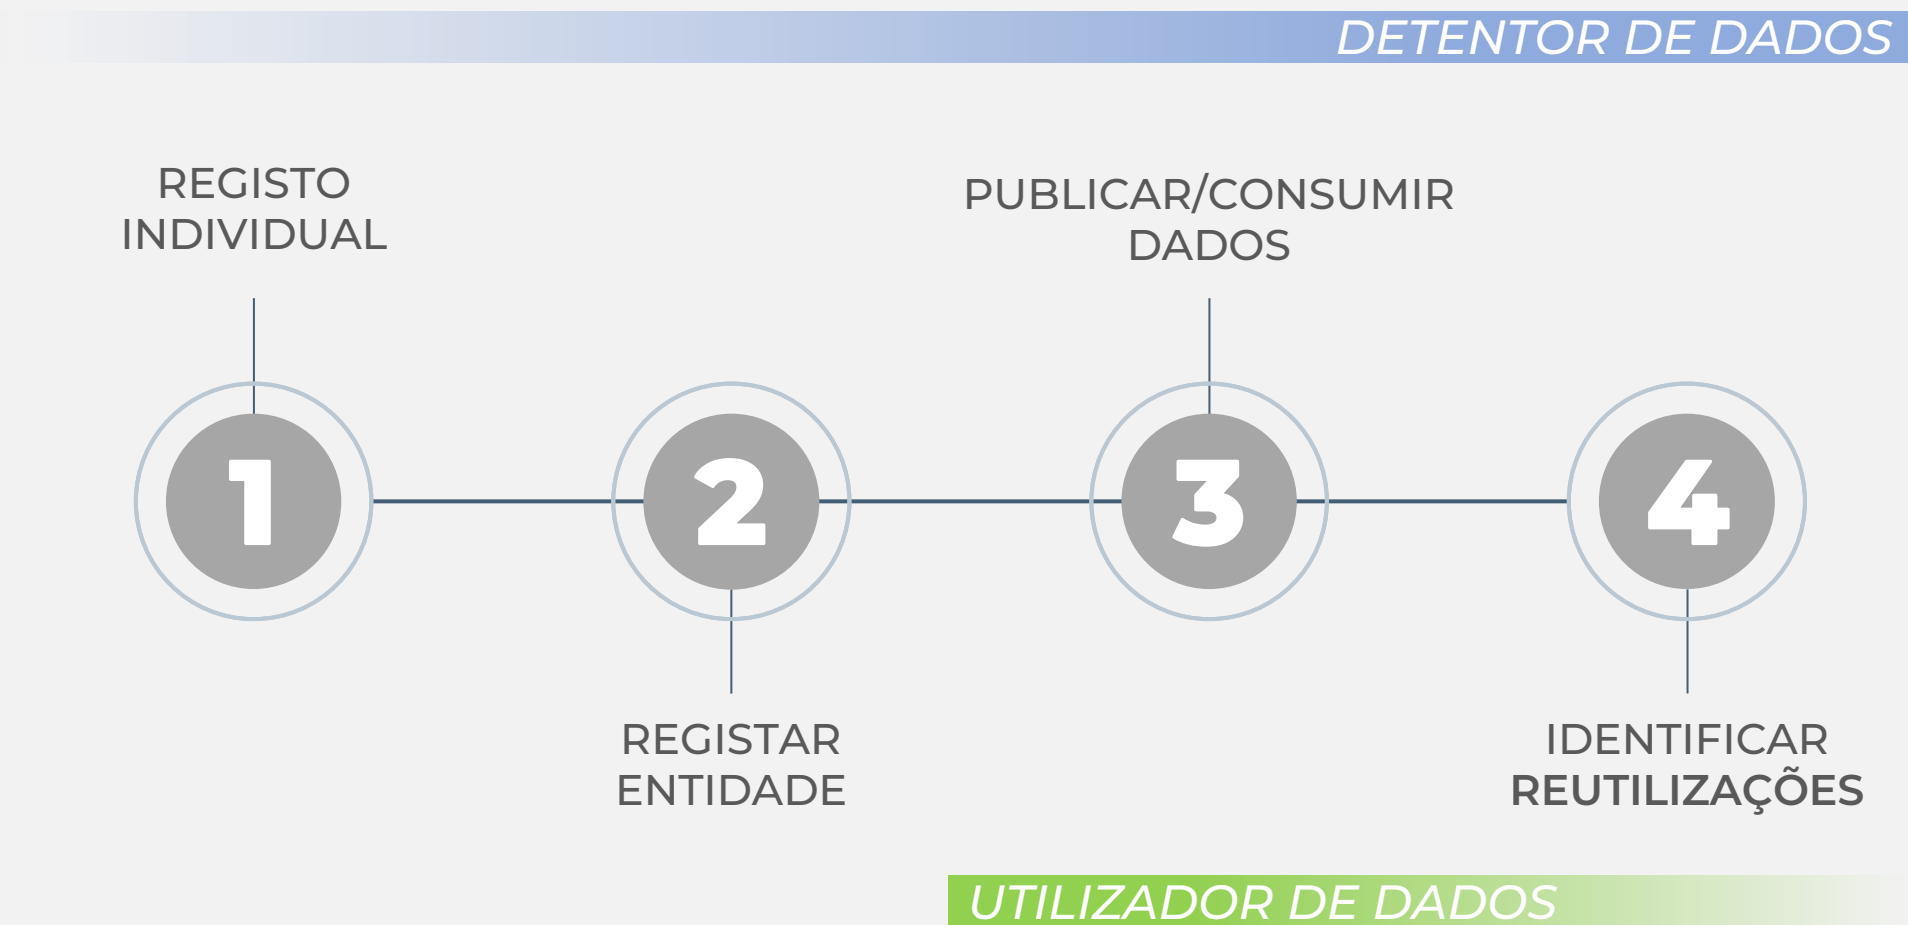 DETENTOR DE DADOS
REGISTO
INDIVIDUAL
PUBLICAR/CONSUMIR
DADOS
1
2
3
4
REGISTAR
ENTIDADE
IDENTIFICAR
REUTILIZAÇÕES
UTILIZADOR DE DADOS